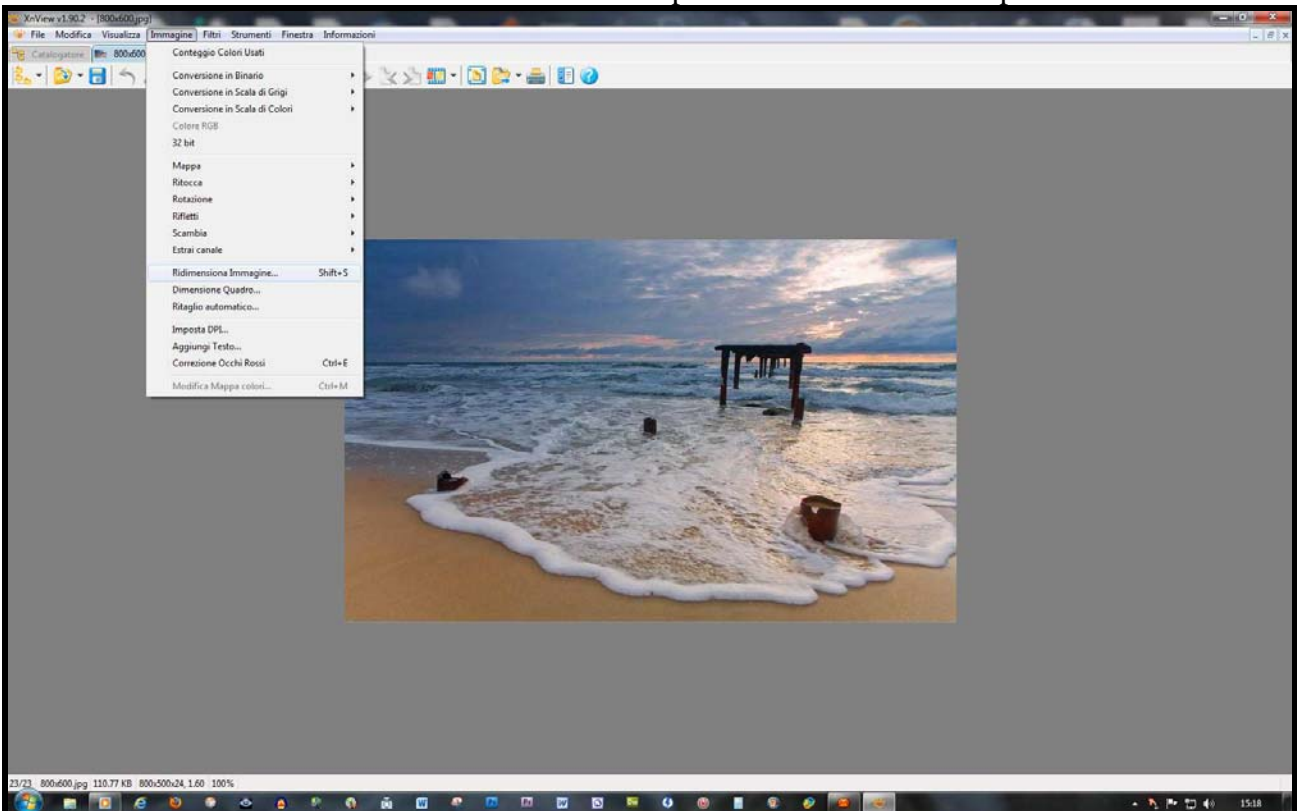 XnView v1.90.2 - [800x600.jpg]
File Modifica Visualizza Immagine Filtri Strumenti Finestra Informazioni
Catalogatore 800x600
Conteggio Colori Usati
Conversione in Binario
Conversione in Scala di Grigi
Conversione in Scala di Colori
Colore RGB
32 bit
Mappa
Ritocca
Rotazione
Rifletti
Scambia
Estrai canale
Ridimensiona Immagine... Shift+S
Dimensione Quadro...
Ritaglio automatico...
Imposta DPI...
Aggiungi Testo...
Correzione Occhi Rossi Ctrl+E
Modifica Mappa colori... Ctrl+M
23/23 800x600.jpg 110.77 KB 800x500x24, 1.60 100%
15:18